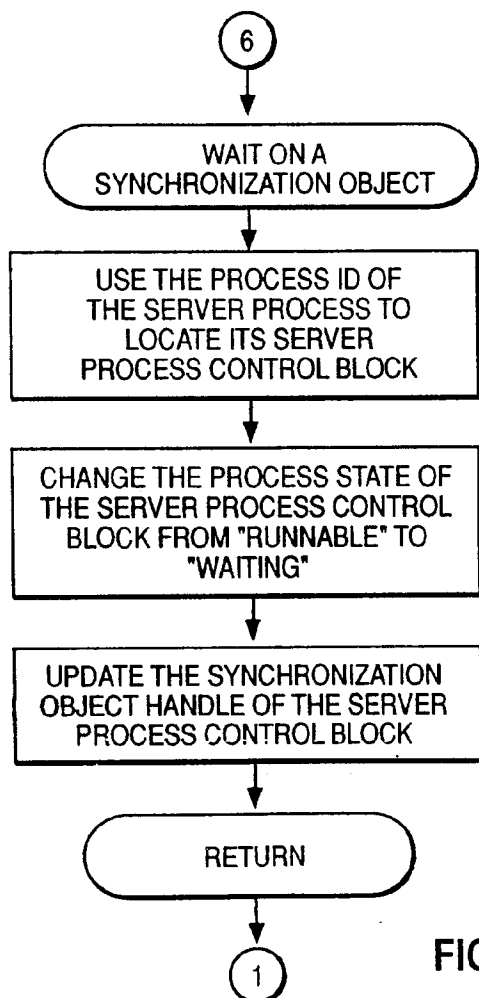 6
WAIT ON A
SYNCHRONIZATION OBJECT
USE THE PROCESS ID OF
THE SERVER PROCESS TO
LOCATE ITS SERVER
PROCESS CONTROL BLOCK
CHANGE THE PROCESS STATE OF
THE SERVER PROCESS CONTROL
BLOCK FROM "RUNNABLE" TO
"WAITING"
UPDATE THE SYNCHRONIZATION
OBJECT HANDLE OF THE SERVER
PROCESS CONTROL BLOCK
RETURN
1